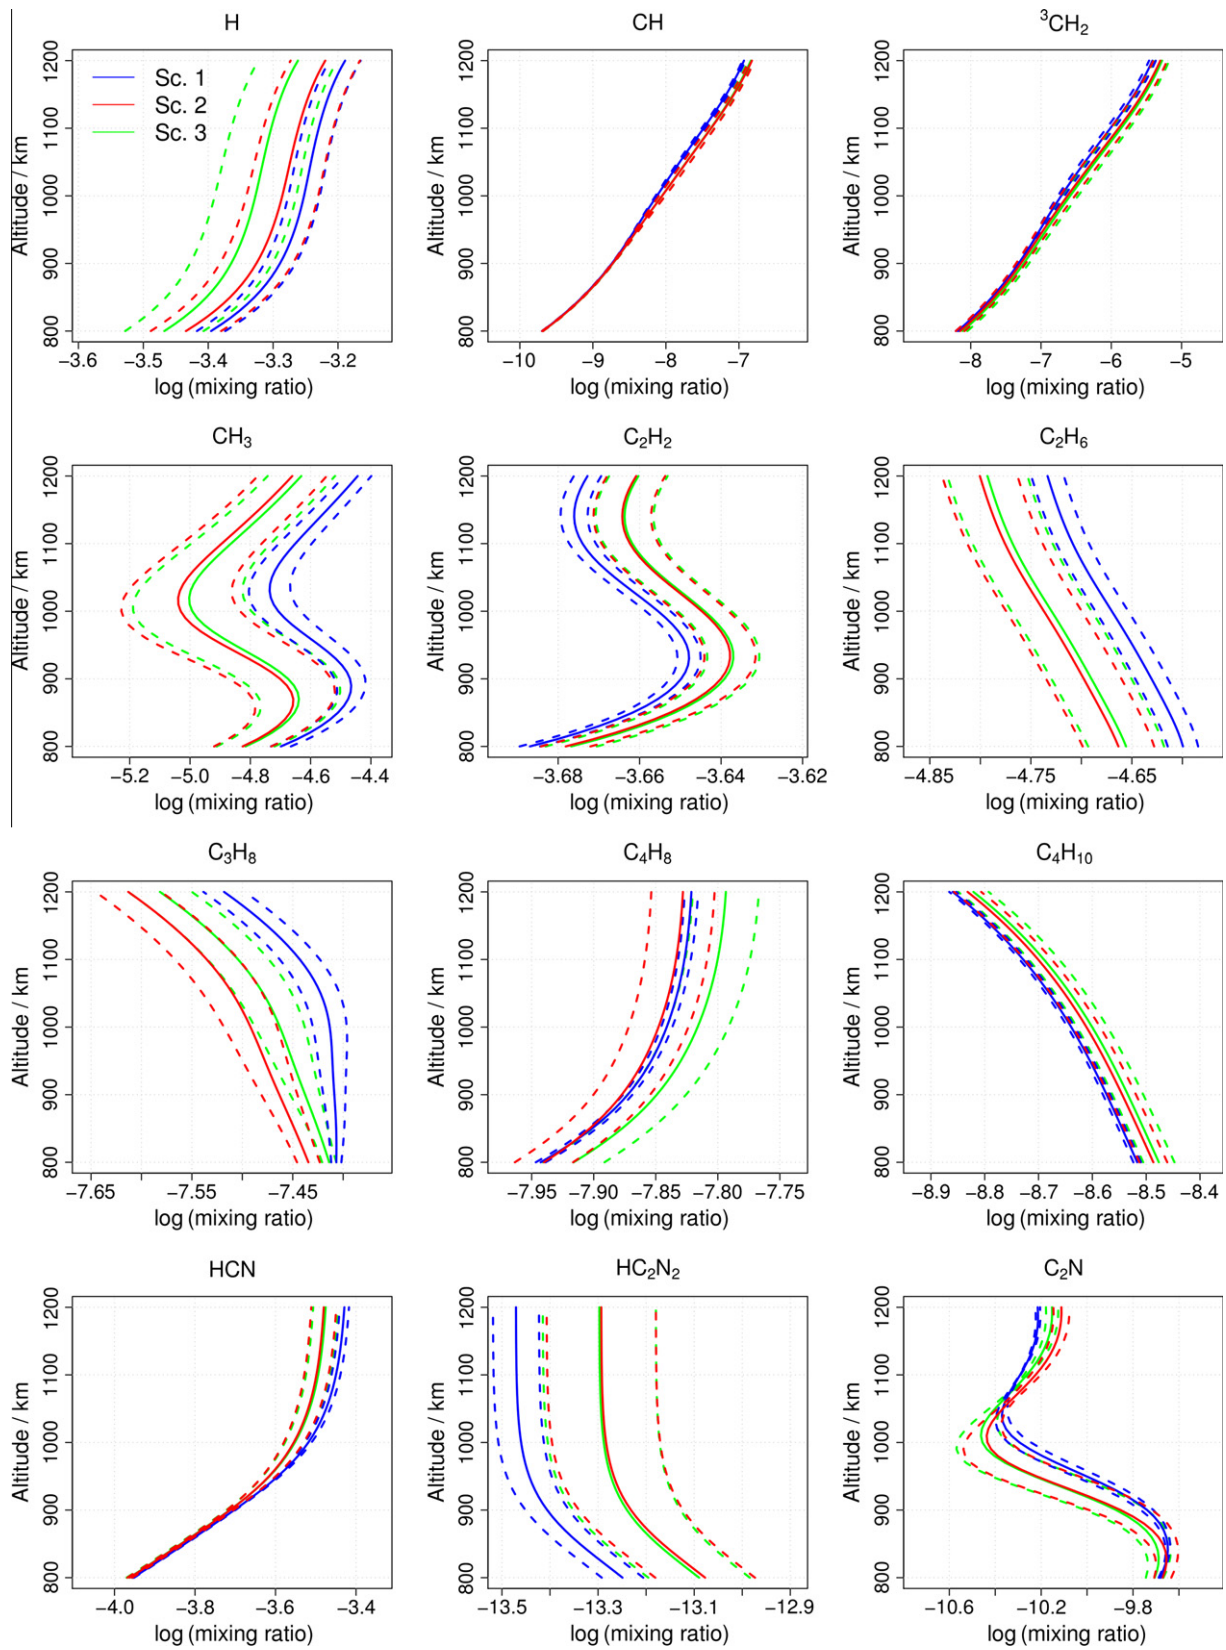 H
CH
³CH₂
Altitude / km
800 900 1000 1100 1200
Sc. 1
Sc. 2
Sc. 3
−3.6 −3.5 −3.4 −3.3 −3.2
log (mixing ratio)
Altitude / km
800 900 1000 1100 1200
−10 −9 −8 −7
log (mixing ratio)
Altitude / km
800 900 1000 1100 1200
−8 −7 −6 −5
log (mixing ratio)
CH₃
C₂H₂
C₂H₆
Altitude / km
800 900 1000 1100 1200
−5.2 −5.0 −4.8 −4.6 −4.4
log (mixing ratio)
Altitude / km
800 900 1000 1100 1200
−3.68 −3.66 −3.64 −3.62
log (mixing ratio)
Altitude / km
800 900 1000 1100 1200
−4.85 −4.75 −4.65
log (mixing ratio)
C₃H₈
C₄H₈
C₄H₁₀
Altitude / km
800 900 1000 1100 1200
−7.65 −7.55 −7.45
log (mixing ratio)
Altitude / km
800 900 1000 1100 1200
−7.95 −7.90 −7.85 −7.80 −7.75
log (mixing ratio)
Altitude / km
800 900 1000 1100 1200
−8.9 −8.8 −8.7 −8.6 −8.5 −8.4
log (mixing ratio)
HCN
HC₂N₂
C₂N
Altitude / km
800 900 1000 1100 1200
−4.0 −3.8 −3.6 −3.4
log (mixing ratio)
Altitude / km
800 900 1000 1100 1200
−13.5 −13.3 −13.1 −12.9
log (mixing ratio)
Altitude / km
800 900 1000 1100 1200
−10.6 −10.2 −9.8
log (mixing ratio)